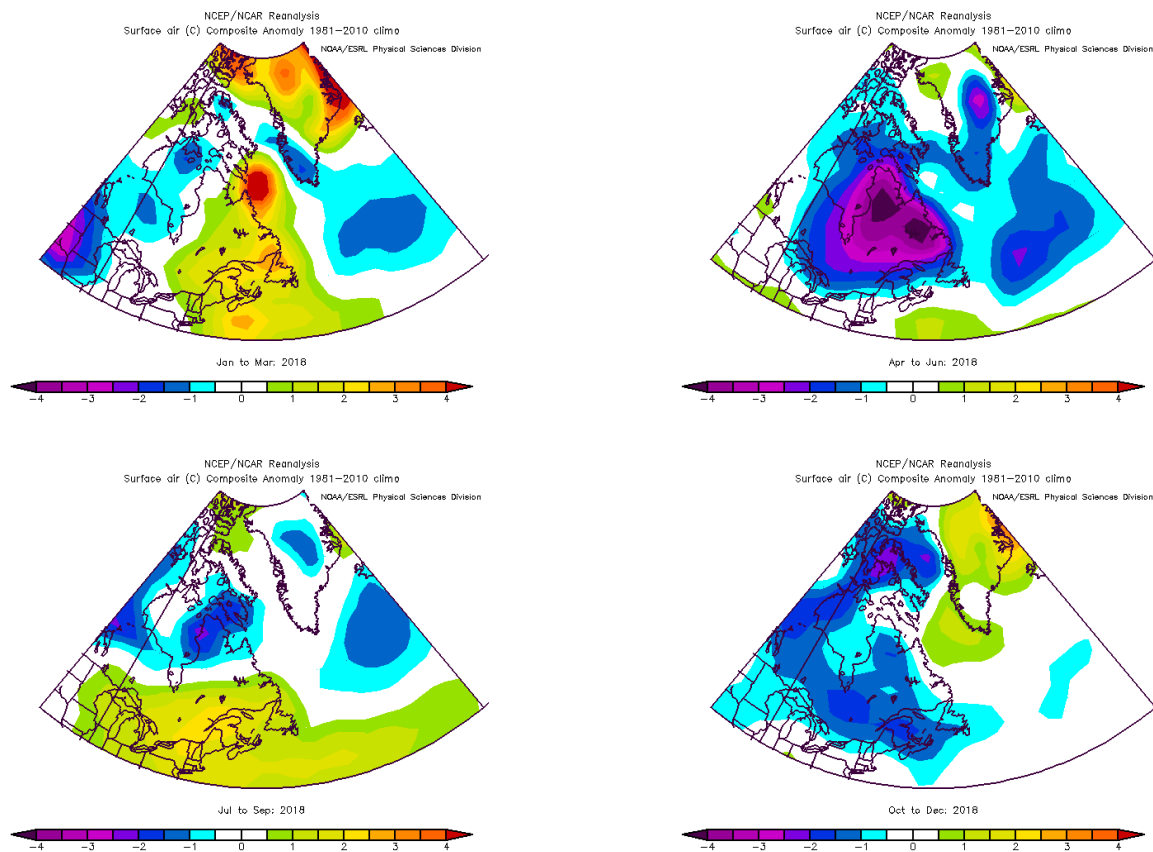 NCEP/NCAR Reanalysis
Surface air (C) Composite Anomaly 1981-2010 climo
NOAA/ESRL Physical Sciences Division
Jan to Mar: 2018
-4 -3 -2 -1 0 1 2 3 4
NCEP/NCAR Reanalysis
Surface air (C) Composite Anomaly 1981-2010 climo
NOAA/ESRL Physical Sciences Division
Apr to Jun: 2018
-4 -3 -2 -1 0 1 2 3 4
NCEP/NCAR Reanalysis
Surface air (C) Composite Anomaly 1981-2010 climo
NOAA/ESRL Physical Sciences Division
Jul to Sep: 2018
-4 -3 -2 -1 0 1 2 3 4
NCEP/NCAR Reanalysis
Surface air (C) Composite Anomaly 1981-2010 climo
NOAA/ESRL Physical Sciences Division
Oct to Dec: 2018
-4 -3 -2 -1 0 1 2 3 4